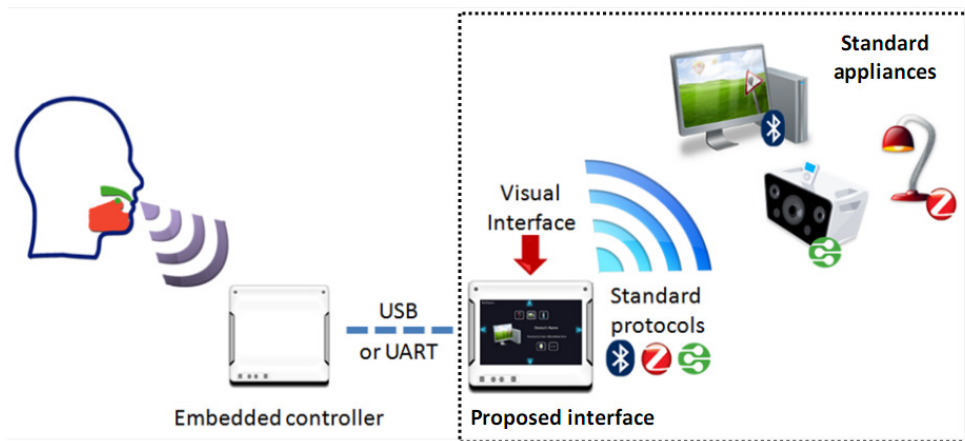 Standard
appliances
Visual
Interface
USB
or UART
Standard
protocols
Embedded controller
Proposed interface